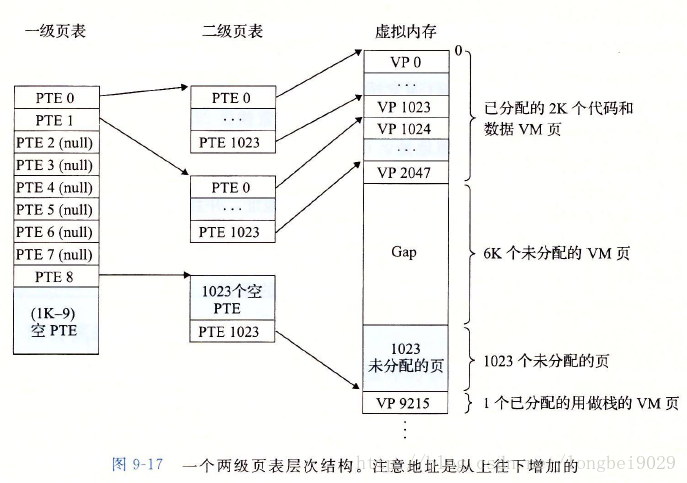 一级页表
二级页表
虚拟内存
PTE 0
PTE 1
PTE 2 (null)
PTE 3 (null)
PTE 4 (null)
PTE 5 (null)
PTE 6 (null)
PTE 7 (null)
PTE 8
(1K–9)
空 PTE
PTE 0
···
PTE 1023
PTE 0
···
PTE 1023
1023个空
PTE
PTE 1023
0
VP 0
···
VP 1023
VP 1024
···
VP 2047
Gap
1023
未分配的页
VP 9215
已分配的 2K 个代码和
数据 VM 页
6K 个未分配的 VM 页
1023 个未分配的页
1 个已分配的用做栈的 VM 页
图 9-17 一个两级页表层次结构。注意地址是从上往下增加的